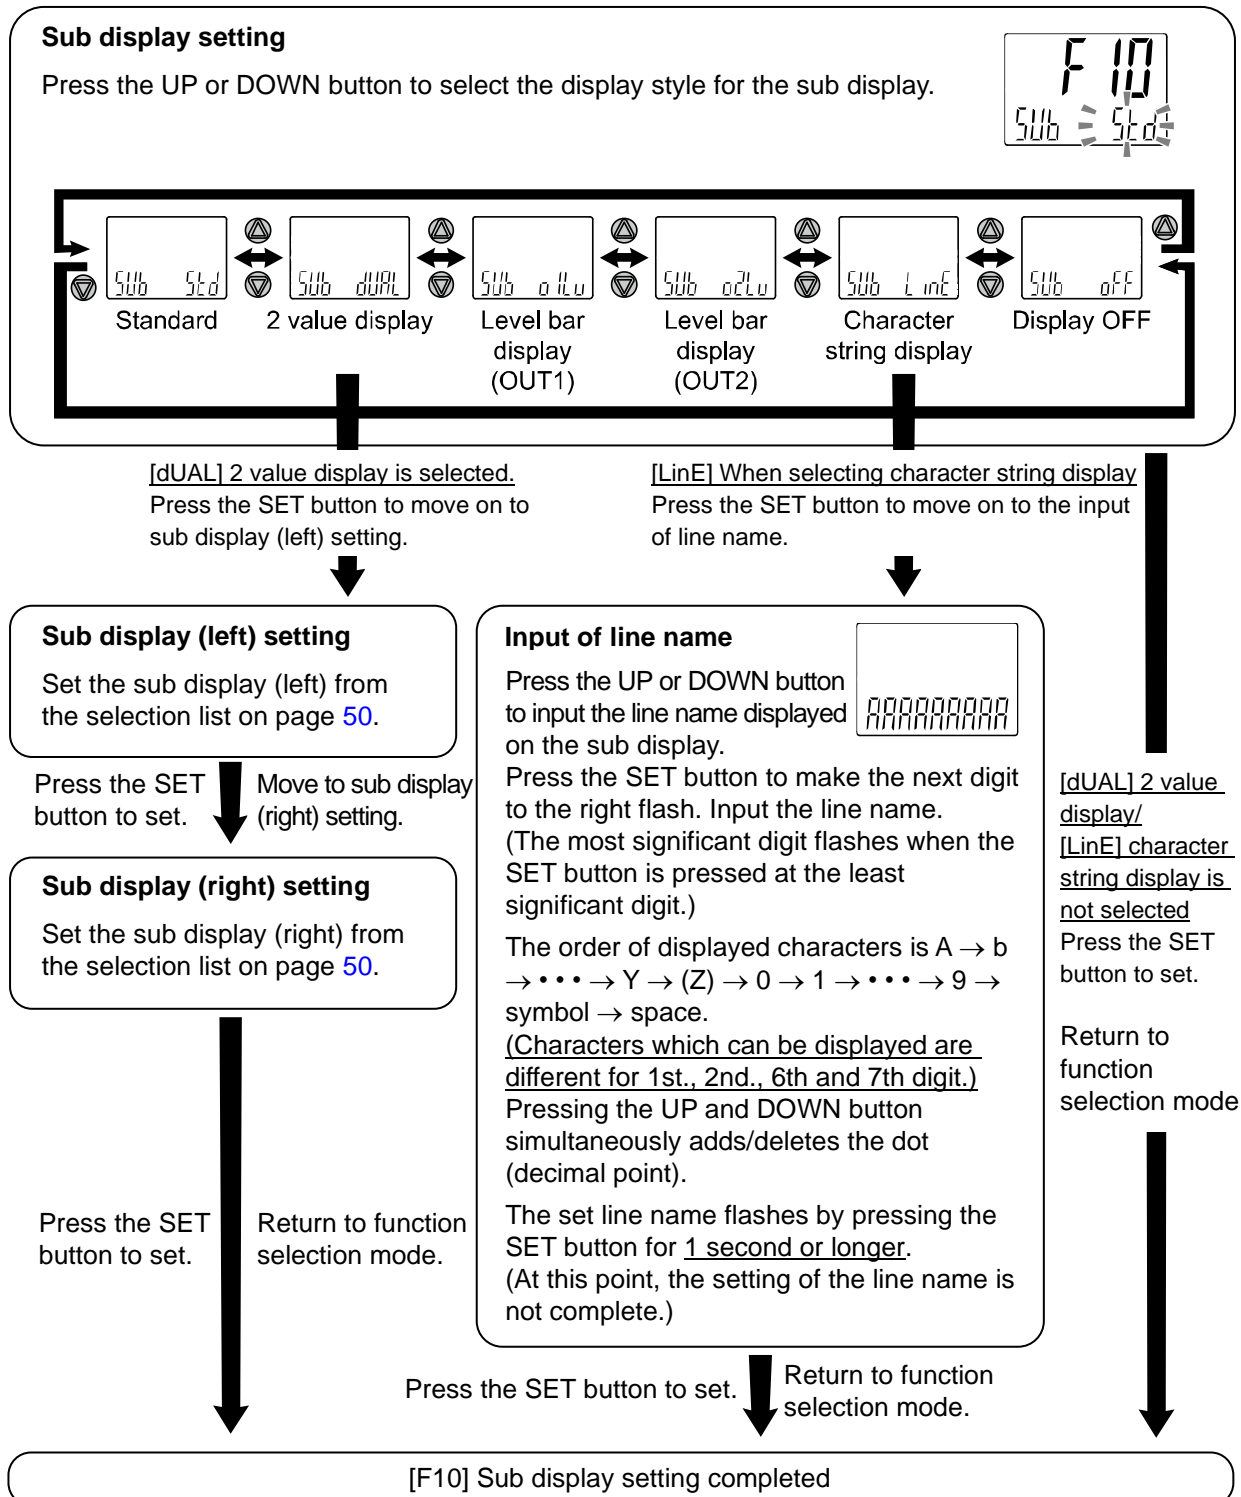 Sub display setting
Press the UP or DOWN button to select the display style for the sub display.
F 10
SUb Std
SUb Std
SUb dUAL
SUb o1Lv
SUb o2Lv
SUb LinE
SUb oFF
Standard
2 value display
Level bar
display
(OUT1)
Level bar
display
(OUT2)
Character
string display
Display OFF
[dUAL] 2 value display is selected.
Press the SET button to move on to
sub display (left) setting.
[LinE] When selecting character string display
Press the SET button to move on to the input
of line name.
Sub display (left) setting
Set the sub display (left) from
the selection list on page 50.
Press the SET
button to set.
Move to sub display
(right) setting.
Sub display (right) setting
Set the sub display (right) from
the selection list on page 50.
Press the SET
button to set.
Return to function
selection mode.
Input of line name
AAAAAAAAA
Press the UP or DOWN button
to input the line name displayed
on the sub display.
Press the SET button to make the next digit
to the right flash. Input the line name.
(The most significant digit flashes when the
SET button is pressed at the least
significant digit.)
The order of displayed characters is A → b
→ • • • → Y → (Z) → 0 → 1 → • • • → 9 →
symbol → space.
(Characters which can be displayed are
different for 1st., 2nd., 6th and 7th digit.)
Pressing the UP and DOWN button
simultaneously adds/deletes the dot
(decimal point).
The set line name flashes by pressing the
SET button for 1 second or longer.
(At this point, the setting of the line name is
not complete.)
Press the SET button to set.
Return to function
selection mode.
[dUAL] 2 value
display/
[LinE] character
string display is
not selected
Press the SET
button to set.
Return to
function
selection mode
[F10] Sub display setting completed